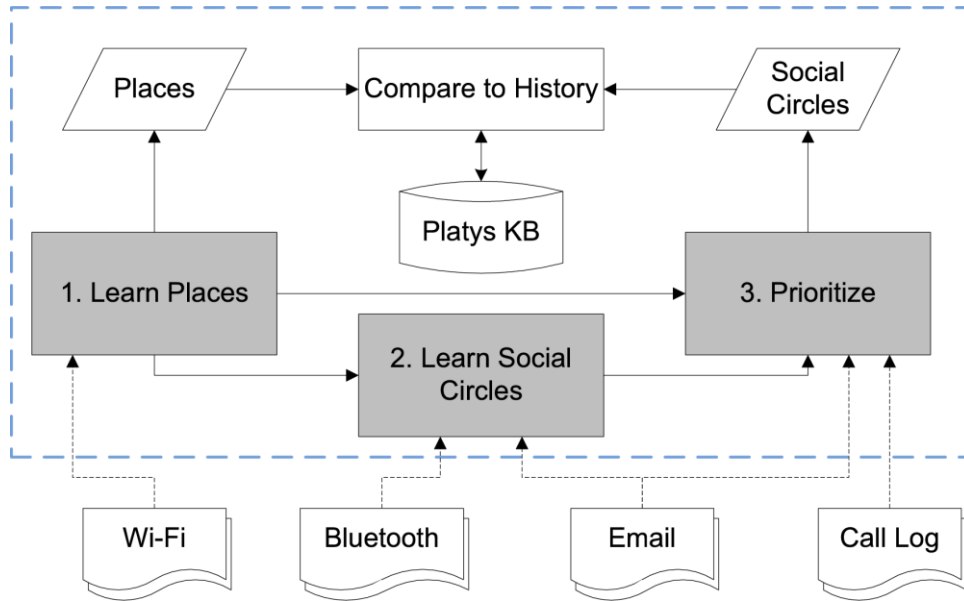 Places
Compare to History
Social
Circles
Platys KB
1. Learn Places
3. Prioritize
2. Learn Social
Circles
Wi-Fi
Bluetooth
Email
Call Log